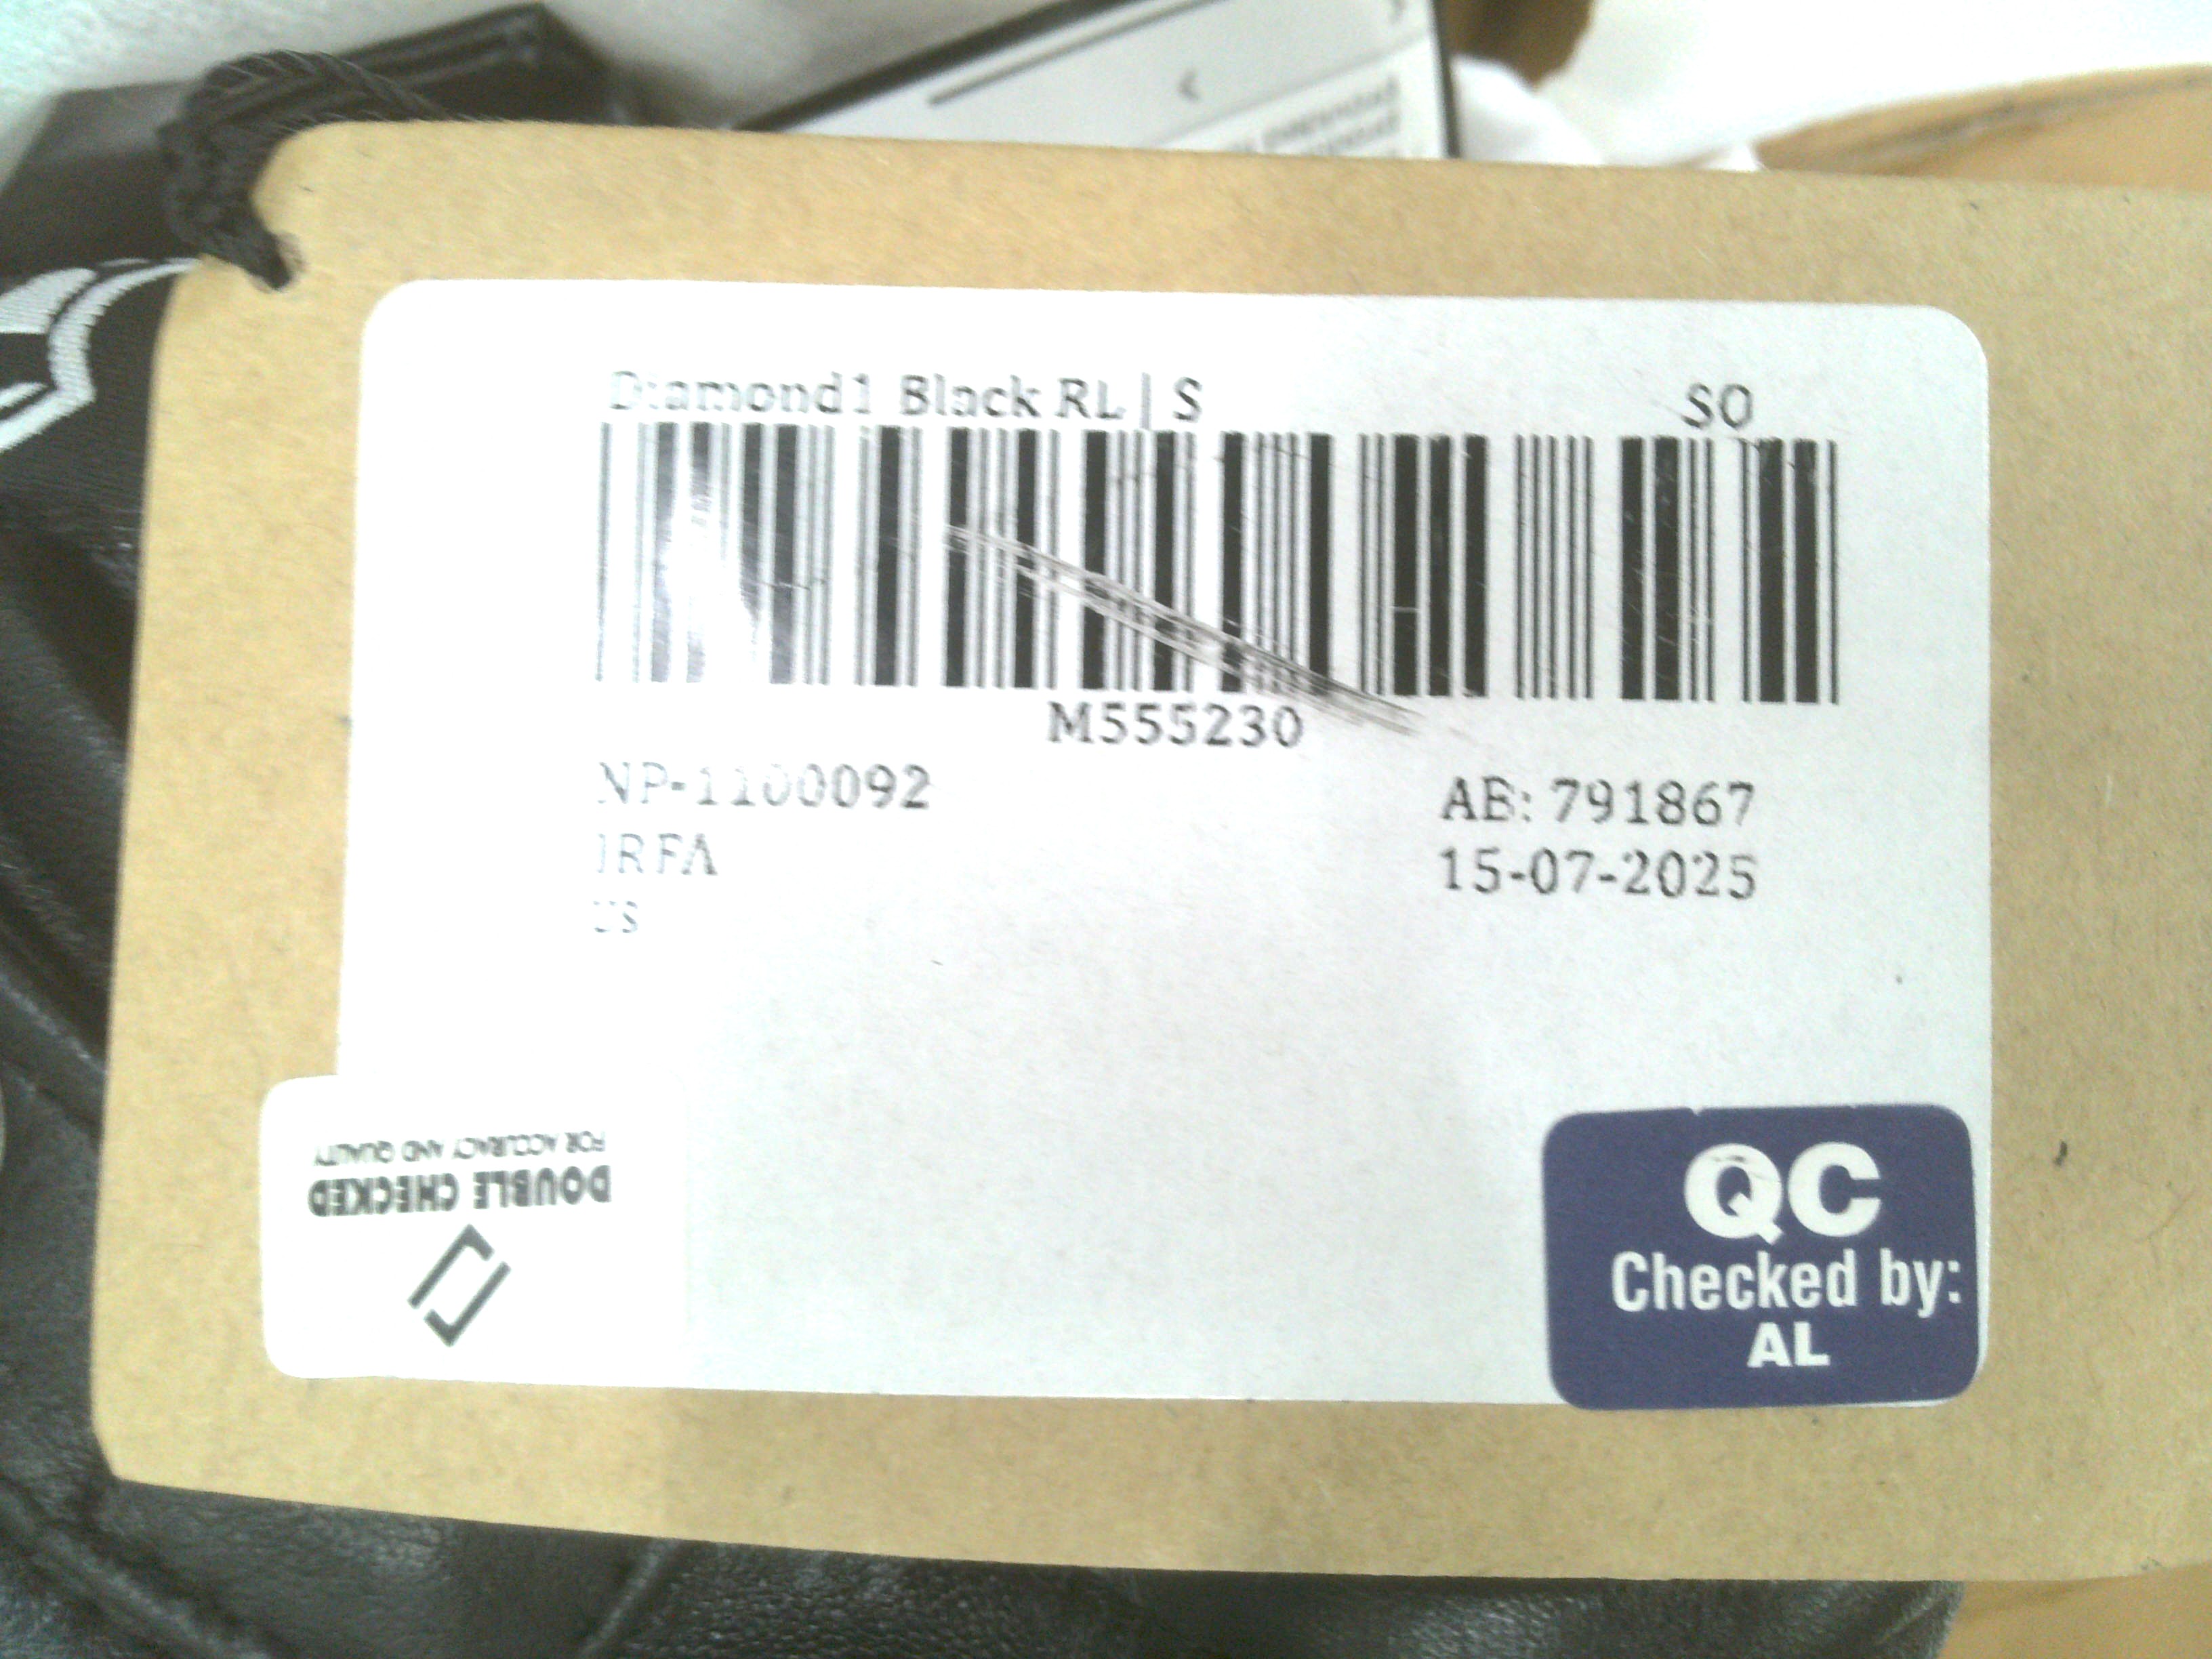 Diamond1 Black RL | S
SO
M555230
NP-1100092
AB: 791867
IRFA
15-07-2025
US
DOUBLE CHECKED
FOR ACCURACY AND QUALITY
QC
Checked by:
AL